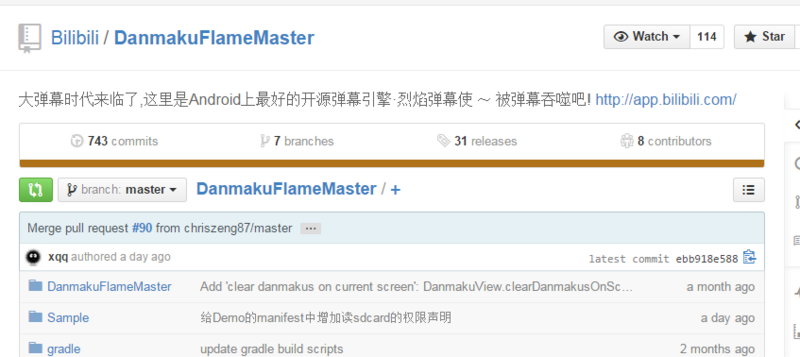 Bilibili / DanmakuFlameMaster
Watch 114 Star
大弹幕时代来临了,这里是Android上最好的开源弹幕引擎·烈焰弹幕使 ～ 被弹幕吞噬吧! http://app.bilibili.com/
743 commits 7 branches 31 releases 8 contributors
branch: master DanmakuFlameMaster / +
Merge pull request #90 from chriszeng87/master ...
xqq authored a day ago latest commit ebb918e588
DanmakuFlameMaster Add 'clear danmakus on current screen': DanmakuView.clearDanmakusOnSc... a month ago
Sample 给Demo的manifest中增加读sdcard的权限声明 a day ago
gradle update gradle build scripts 2 months ago